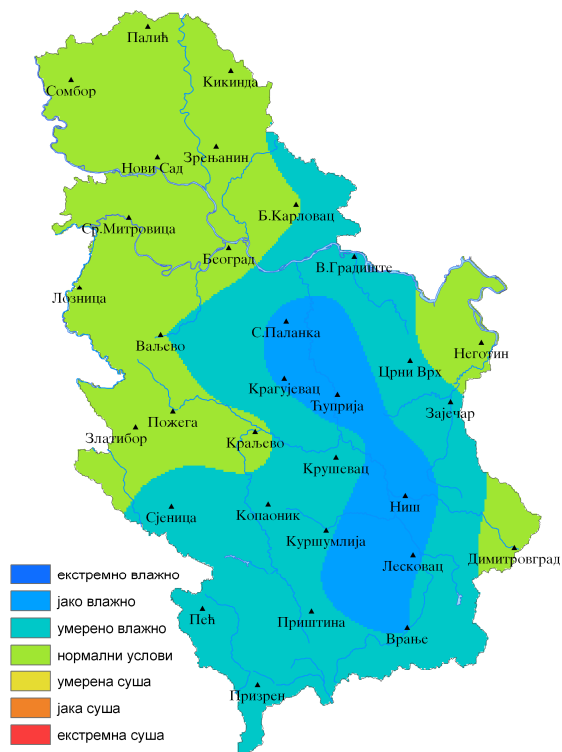 Палић
Кикинда
Сомбор
Зрењанин
Нови Сад
Б.Карловац
Ср.Митровица
Београд
В.Градиште
Лозница
С.Паланка
Ваљево
Неготин
Црни Врх
Крагујевац
Ћуприја
Зајечар
Пожега
Златибор
Краљево
Крушевац
Ниш
Сјеница
Копаоник
Куршумлија
Димитровград
Лесковац
Пећ
Приштина
Врање
Призрен
екстремно влажно
јако влажно
умерено влажно
нормални услови
умерена суша
јака суша
екстремна суша